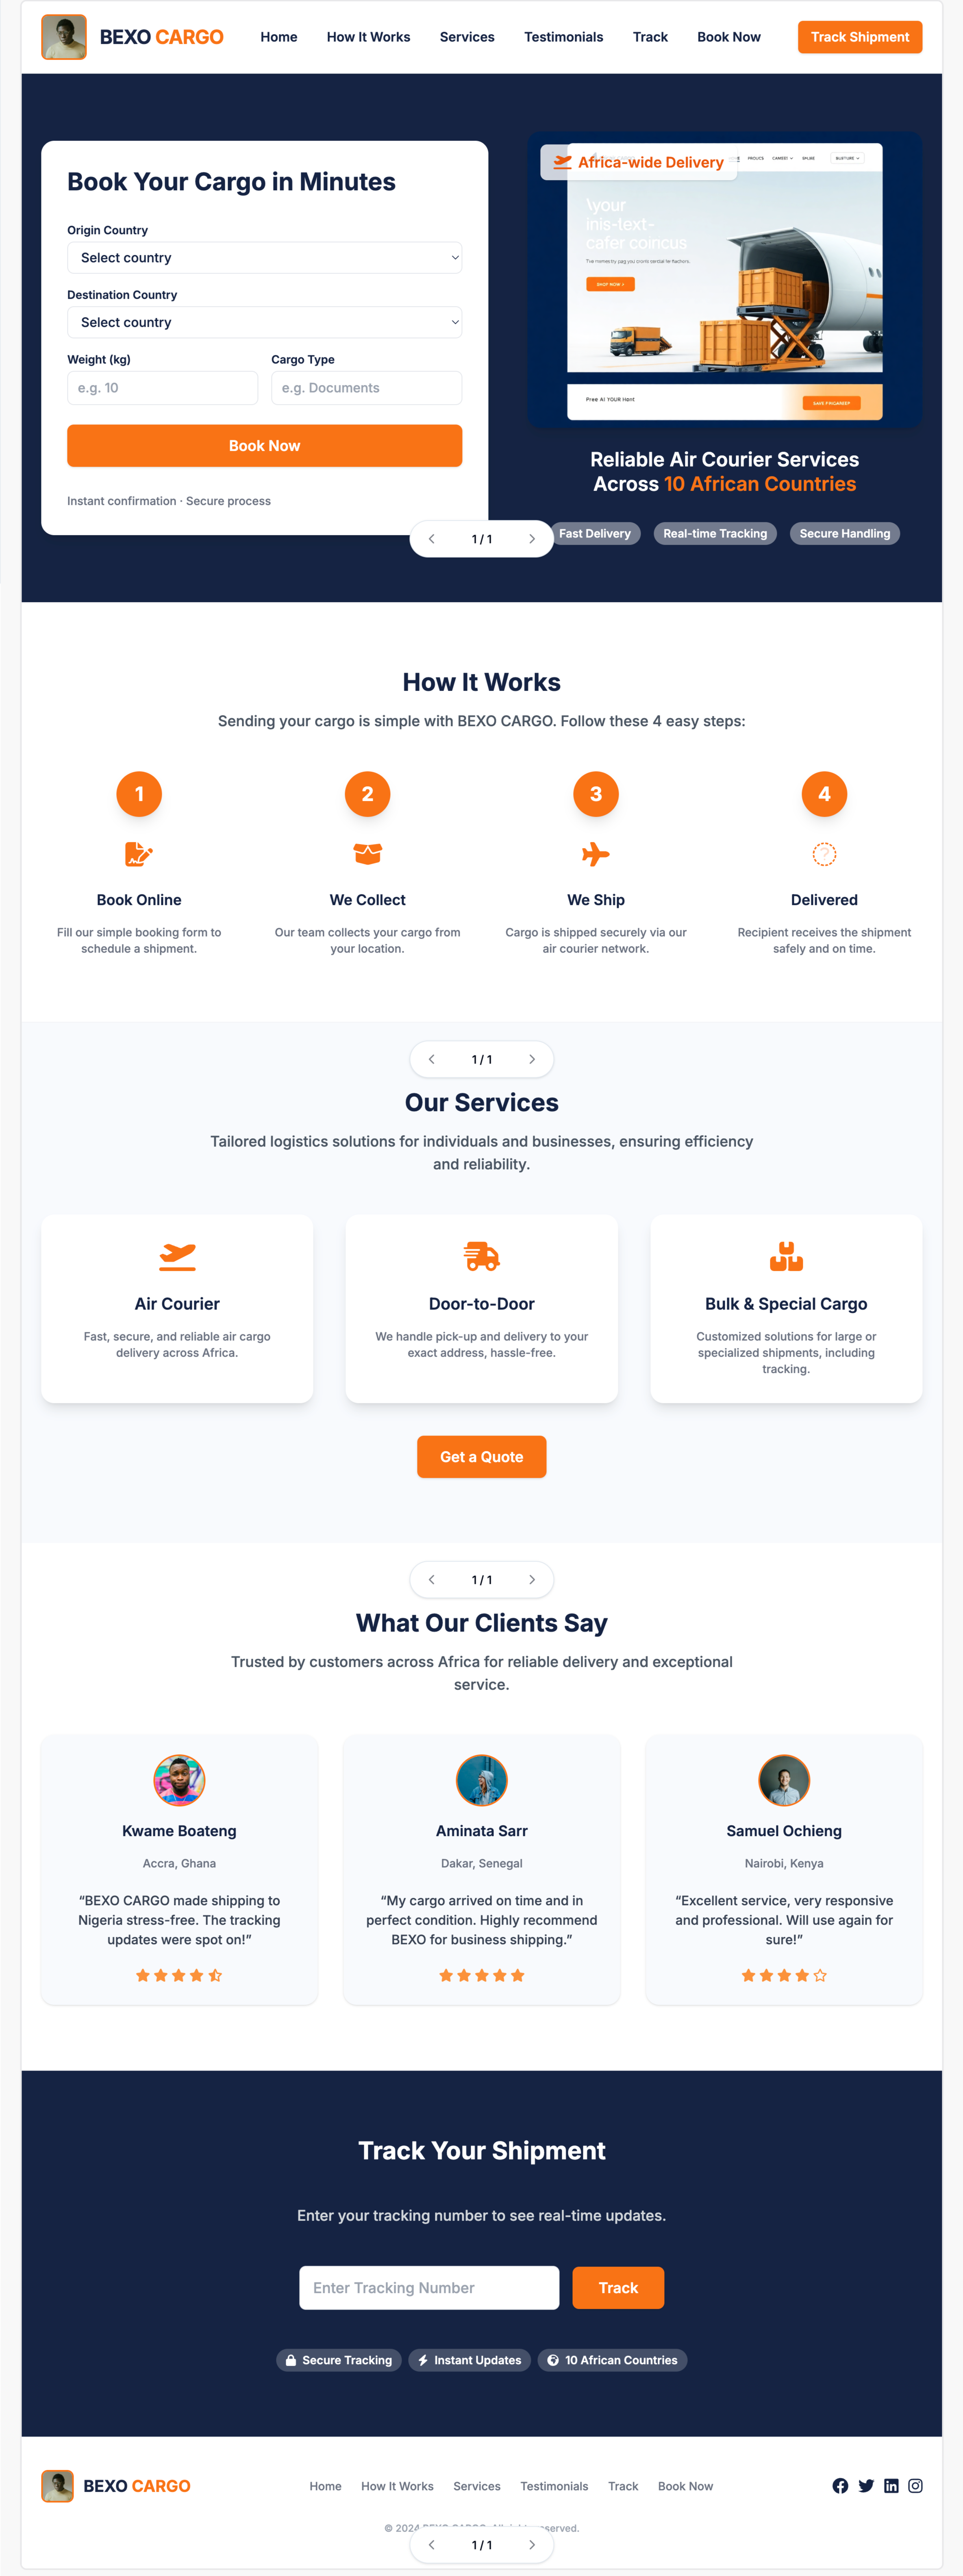 BEXO CARGO
Home
How It Works
Services
Testimonials
Track
Book Now
Track Shipment
Book Your Cargo in Minutes
Origin Country
Select country
Destination Country
Select country
Weight (kg)
Cargo Type
e.g. 10
e.g. Documents
Book Now
Instant confirmation · Secure process
Africa-wide Delivery
\your
inis-text-
cafer coincus
SHOP NOW >
Reliable Air Courier Services
Across 10 African Countries
Fast Delivery
Real-time Tracking
Secure Handling
1 / 1
How It Works
Sending your cargo is simple with BEXO CARGO. Follow these 4 easy steps:
1
2
3
4
?
Book Online
We Collect
We Ship
Delivered
Fill our simple booking form to
schedule a shipment.
Our team collects your cargo from
your location.
Cargo is shipped securely via our
air courier network.
Recipient receives the shipment
safely and on time.
1 / 1
Our Services
Tailored logistics solutions for individuals and businesses, ensuring efficiency
and reliability.
Air Courier
Fast, secure, and reliable air cargo
delivery across Africa.
Door-to-Door
We handle pick-up and delivery to your
exact address, hassle-free.
Bulk & Special Cargo
Customized solutions for large or
specialized shipments, including
tracking.
Get a Quote
1 / 1
What Our Clients Say
Trusted by customers across Africa for reliable delivery and exceptional
service.
Kwame Boateng
Accra, Ghana
“BEXO CARGO made shipping to
Nigeria stress-free. The tracking
updates were spot on!”
Aminata Sarr
Dakar, Senegal
“My cargo arrived on time and in
perfect condition. Highly recommend
BEXO for business shipping.”
Samuel Ochieng
Nairobi, Kenya
“Excellent service, very responsive
and professional. Will use again for
sure!”
Track Your Shipment
Enter your tracking number to see real-time updates.
Enter Tracking Number
Track
Secure Tracking
Instant Updates
10 African Countries
BEXO CARGO
Home
How It Works
Services
Testimonials
Track
Book Now
© 2024 BEXO CARGO. All rights reserved.
1 / 1